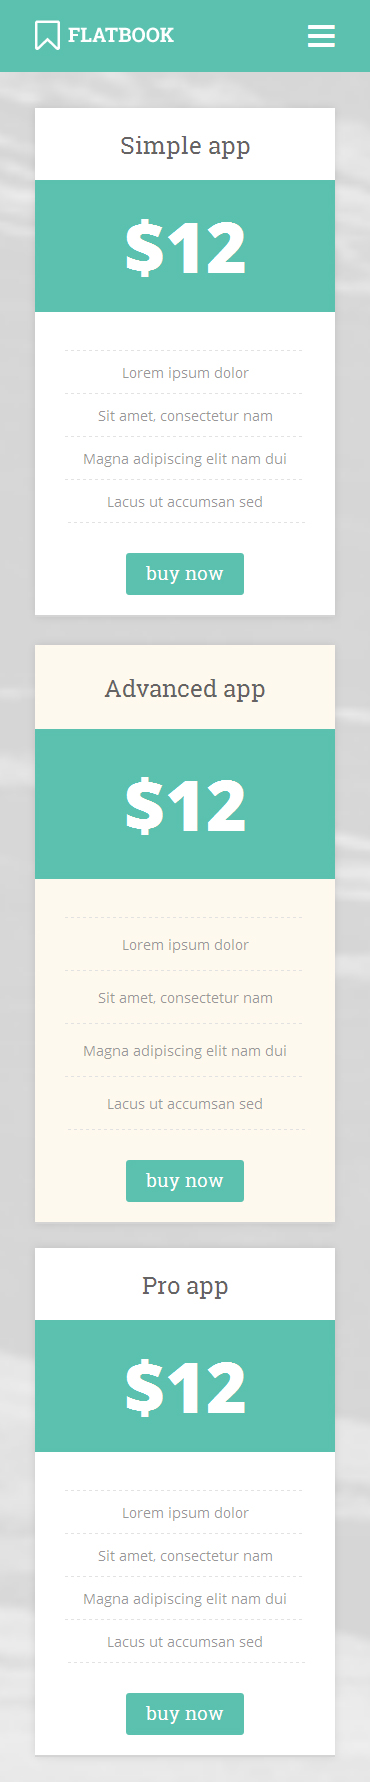 FLATBOOK
Simple app
$12
Lorem ipsum dolor
Sit amet, consectetur nam
Magna adipiscing elit nam dui
Lacus ut accumsan sed
buy now
Advanced app
$12
Lorem ipsum dolor
Sit amet, consectetur nam
Magna adipiscing elit nam dui
Lacus ut accumsan sed
buy now
Pro app
$12
Lorem ipsum dolor
Sit amet, consectetur nam
Magna adipiscing elit nam dui
Lacus ut accumsan sed
buy now